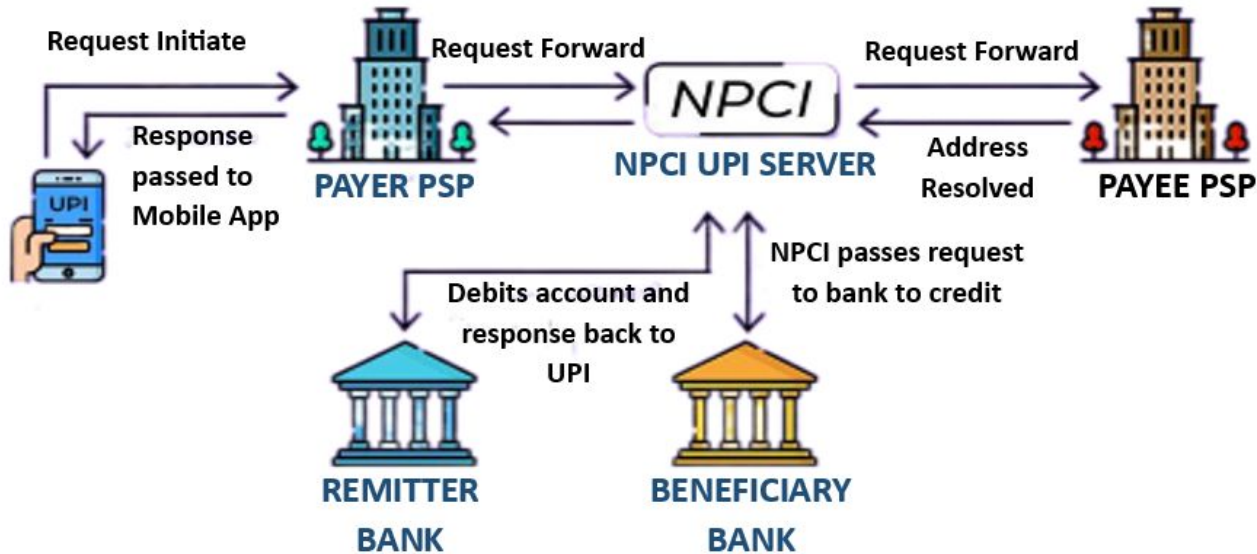 Request Initiate
Request Forward
Request Forward
NPCI
Response
passed to
Mobile App
Address
Resolved
UPI
PAYER PSP
NPCI UPI SERVER
PAYEE PSP
NPCI passes request
to bank to credit
Debits account and
response back to
UPI
REMITTER
BANK
BENEFICIARY
BANK